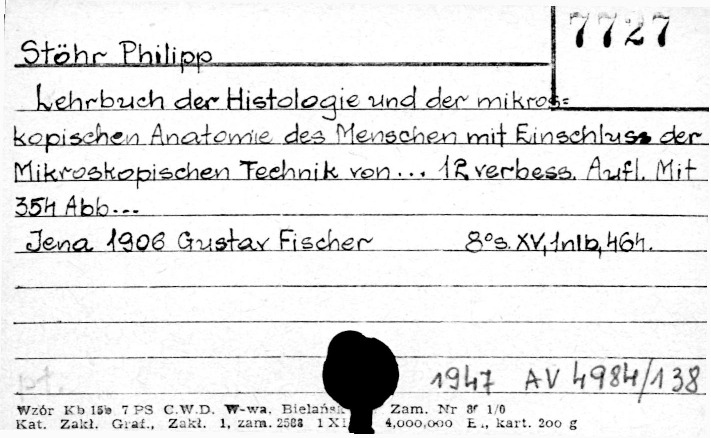 7727
Stöhr Philipp
Lehrbuch der Histologie und der mikros=
kopischen Anatomie des Menschen mit Einschluss der
Mikroskopischen Technik von... 12 verbess. Aufl. Mit
354 Abb...
Jena 1906 Gustav Fischer 8° s. XV, 1 nlb, 464.
1947 AV 4984/138
Wzór Kb 15b 7 PS C.W.D. W-wa, Zam. Nr 1/0
Kat. Zakł. Graf., Zakł. 1, zam. 2588 4,000,000 kart. 200 g